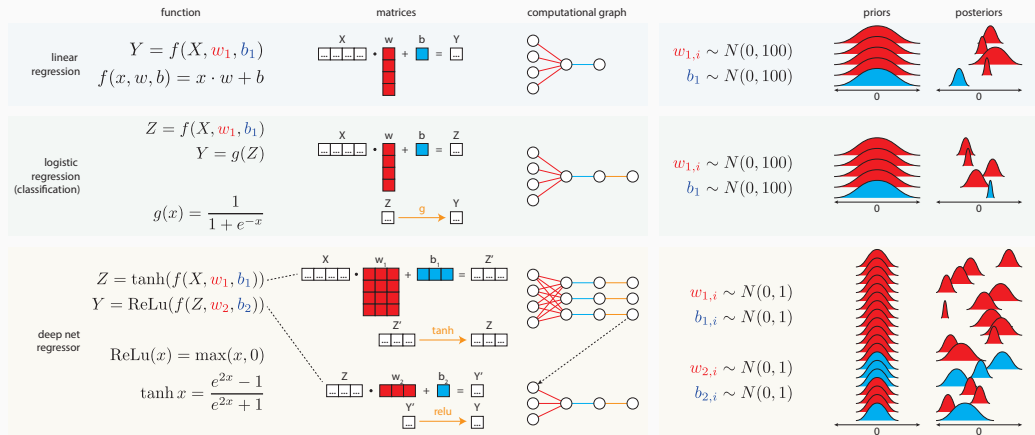 function matrices computational graph priors posteriors
linear
regression
Y = f(X, w₁, b₁)
f(x, w, b) = x · w + b
X w b Y
... ... ... ... • + = ...
w₁,ᵢ ∼ N(0, 100)
b₁ ∼ N(0, 100)
0 0
logistic
regression
(classification)
Z = f(X, w₁, b₁)
Y = g(Z)
g(x) = 1 / (1 + e⁻ˣ)
X w b Z
... ... ... ... • + = ...
Z g Y
... ...
w₁,ᵢ ∼ N(0, 100)
b₁ ∼ N(0, 100)
0 0
deep net
regressor
Z = tanh(f(X, w₁, b₁))
Y = ReLu(f(Z, w₂, b₂))
ReLu(x) = max(x, 0)
tanh x = (e²ˣ − 1) / (e²ˣ + 1)
X w₁ b₁ Z'
... ... ... ... • + = ... ... ...
Z' tanh Z
... ... ... ... ... ...
Z w₂ b₂ Y'
... ... ... • + = ...
Y' relu Y
... ...
w₁,ᵢ ∼ N(0, 1)
b₁,ᵢ ∼ N(0, 1)
w₂,ᵢ ∼ N(0, 1)
b₂,ᵢ ∼ N(0, 1)
0 0